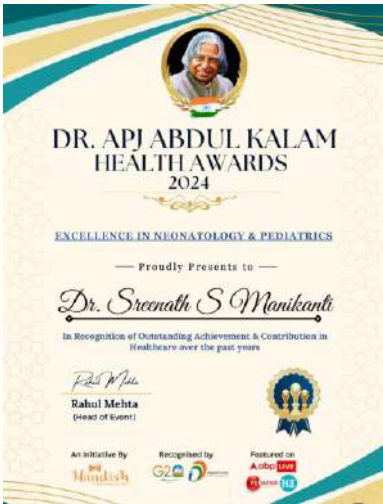 DR. APJ ABDUL KALAM
HEALTH AWARDS
2024
EXCELLENCE IN NEONATOLOGY & PEDIATRICS
Proudly Presents to
Dr. Sreenath S Manikanti
In Recognition of Outstanding Achievement & Contribution in
Healthcare over the past years
Rahul Mehta
Rahul Mehta
(Head of Event)
An Initiative By
Recognised by
Featured on
G20
abp LIVE